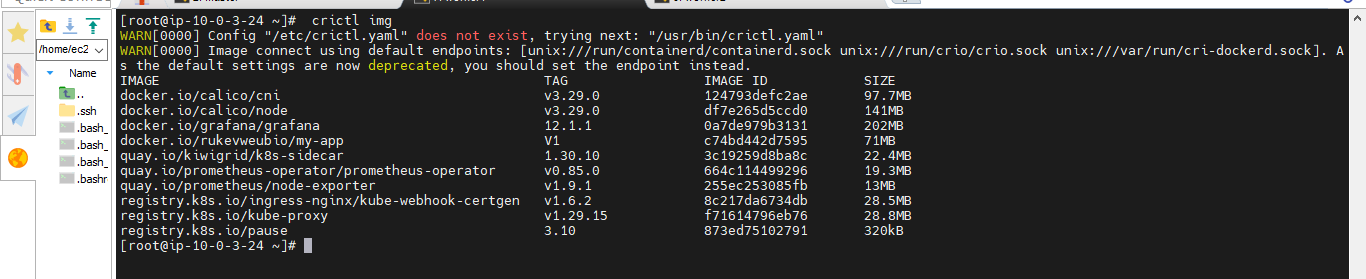 [root@ip-10-0-3-24 ~]#  crictl img
WARN[0000] Config "/etc/crictl.yaml" does not exist, trying next: "/usr/bin/crictl.yaml"
WARN[0000] Image connect using default endpoints: [unix:///run/containerd/containerd.sock unix:///run/crio/crio.sock unix:///var/run/cri-dockerd.sock]. A
s the default settings are now deprecated, you should set the endpoint instead.
IMAGE TAG IMAGE ID SIZE
docker.io/calico/cni v3.29.0 124793defc2ae 97.7MB
docker.io/calico/node v3.29.0 df7e265d5ccd0 141MB
docker.io/grafana/grafana 12.1.1 0a7de979b3131 202MB
docker.io/rukevweubio/my-app V1 c74bd442d7595 71MB
quay.io/kiwigrid/k8s-sidecar 1.30.10 3c19259d8ba8c 22.4MB
quay.io/prometheus-operator/prometheus-operator v0.85.0 664c114499296 19.3MB
quay.io/prometheus/node-exporter v1.9.1 255ec253085fb 13MB
registry.k8s.io/ingress-nginx/kube-webhook-certgen v1.6.2 8c217da6734db 28.5MB
registry.k8s.io/kube-proxy v1.29.15 f71614796eb76 28.8MB
registry.k8s.io/pause 3.10 873ed75102791 320kB
[root@ip-10-0-3-24 ~]#
/home/ec2
Name
..
.ssh
.bash_
.bash_
.bash_
.bashr